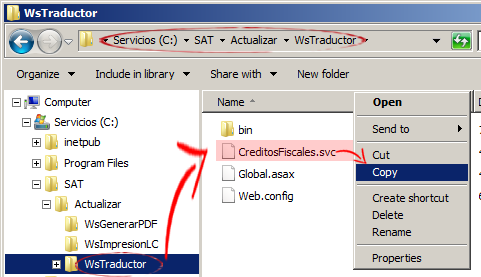 WsTraductor
Servicios (C:) SAT Actualizar WsTraductor
Organize Include in library Share with New folder
Computer
Servicios (C:)
inetpub
Program Files
SAT
Actualizar
WsGenerarPDF
WsImpresionLC
WsTraductor
Name
bin
CreditosFiscales.svc
Global.asax
Web.config
Open
Send to
Cut
Copy
Create shortcut
Delete
Rename
Properties